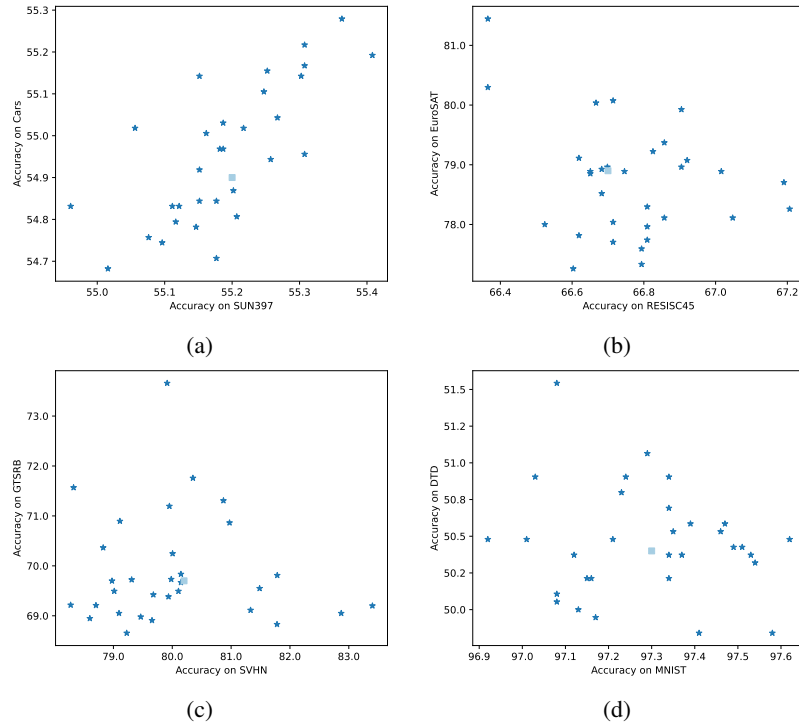 55.3
55.2
55.1
55.0
54.9
54.8
54.7
Accuracy on Cars
55.0 55.1 55.2 55.3 55.4
Accuracy on SUN397
(a)
81.0
80.0
79.0
78.0
Accuracy on EuroSAT
66.4 66.6 66.8 67.0 67.2
Accuracy on RESISC45
(b)
73.0
72.0
71.0
70.0
69.0
Accuracy on GTSRB
79.0 80.0 81.0 82.0 83.0
Accuracy on SVHN
(c)
51.5
51.0
50.8
50.5
50.2
50.0
Accuracy on DTD
96.9 97.0 97.1 97.2 97.3 97.4 97.5 97.6
Accuracy on MNIST
(d)